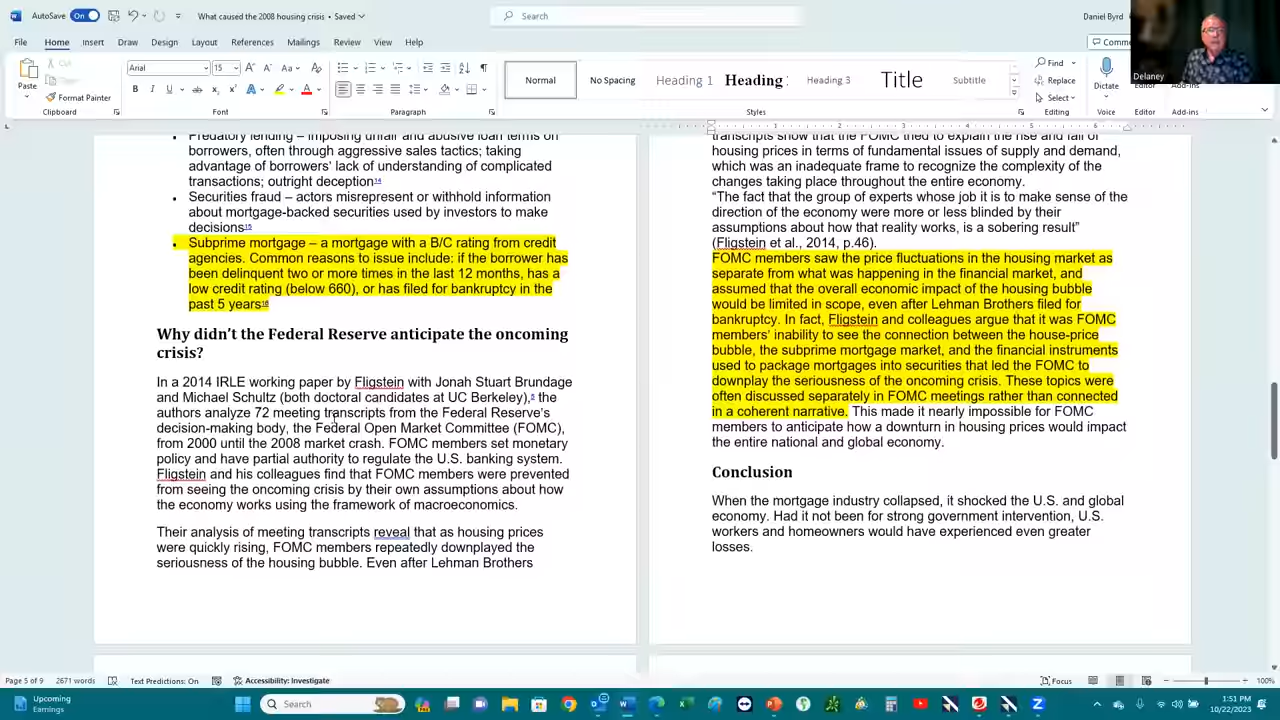 AutoSave
On
What caused the 2008 housing crisis • Saved
Search
Daniel Byrd
File
Home
Insert
Draw
Design
Layout
References
Mailings
Review
View
Help
Acrobat
Comme
Delaney
Paste
Cut
Copy
Format Painter
Clipboard
Arial
15
Font
Paragraph
Normal
No Spacing
Heading 1
Heading
Heading 3
Title
Subtitle
Styles
Find
Replace
Select
Editing
Dictate
Voice
Editor
Editor
Add-ins
Add-ins
Predatory lending – imposing unfair and abusive loan terms on
borrowers, often through aggressive sales tactics; taking
advantage of borrowers' lack of understanding of complicated
transactions; outright deception14
Securities fraud – actors misrepresent or withhold information
about mortgage-backed securities used by investors to make
decisions15
Subprime mortgage – a mortgage with a B/C rating from credit
agencies. Common reasons to issue include: if the borrower has
been delinquent two or more times in the last 12 months, has a
low credit rating (below 660), or has filed for bankruptcy in the
past 5 years16
Why didn't the Federal Reserve anticipate the oncoming
crisis?
In a 2014 IRLE working paper by Fligstein with Jonah Stuart Brundage
and Michael Schultz (both doctoral candidates at UC Berkeley),5 the
authors analyze 72 meeting transcripts from the Federal Reserve's
decision-making body, the Federal Open Market Committee (FOMC),
from 2000 until the 2008 market crash. FOMC members set monetary
policy and have partial authority to regulate the U.S. banking system.
Fligstein and his colleagues find that FOMC members were prevented
from seeing the oncoming crisis by their own assumptions about how
the economy works using the framework of macroeconomics.
Their analysis of meeting transcripts reveal that as housing prices
were quickly rising, FOMC members repeatedly downplayed the
seriousness of the housing bubble. Even after Lehman Brothers
transcripts show that the FOMC tried to explain the rise and fall of
housing prices in terms of fundamental issues of supply and demand,
which was an inadequate frame to recognize the complexity of the
changes taking place throughout the entire economy.
"The fact that the group of experts whose job it is to make sense of the
direction of the economy were more or less blinded by their
assumptions about how that reality works, is a sobering result"
(Fligstein et al., 2014, p.46).
FOMC members saw the price fluctuations in the housing market as
separate from what was happening in the financial market, and
assumed that the overall economic impact of the housing bubble
would be limited in scope, even after Lehman Brothers filed for
bankruptcy. In fact, Fligstein and colleagues argue that it was FOMC
members' inability to see the connection between the house-price
bubble, the subprime mortgage market, and the financial instruments
used to package mortgages into securities that led the FOMC to
downplay the seriousness of the oncoming crisis. These topics were
often discussed separately in FOMC meetings rather than connected
in a coherent narrative. This made it nearly impossible for FOMC
members to anticipate how a downturn in housing prices would impact
the entire national and global economy.
Conclusion
When the mortgage industry collapsed, it shocked the U.S. and global
economy. Had it not been for strong government intervention, U.S.
workers and homeowners would have experienced even greater
losses.
Page 5 of 9
2671 words
Text Predictions: On
Accessibility: Investigate
Focus
100%
Upcoming
Earnings
Search
1:51 PM
10/22/2023